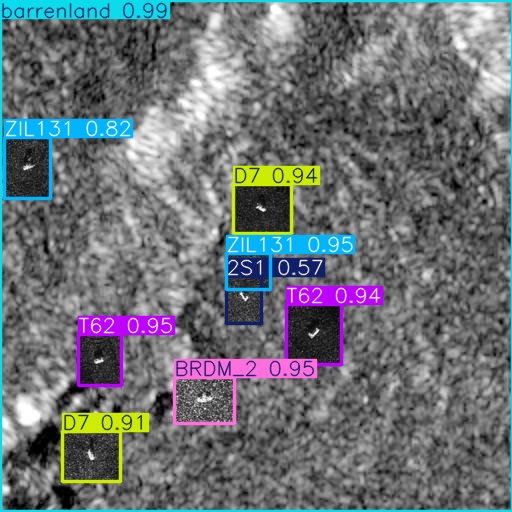 barrenland 0.99
ZIL131 0.82
D7 0.94
ZIL131 0.95
2S1 0.57
T62 0.94
T62 0.95
BRDM_2 0.95
D7 0.91